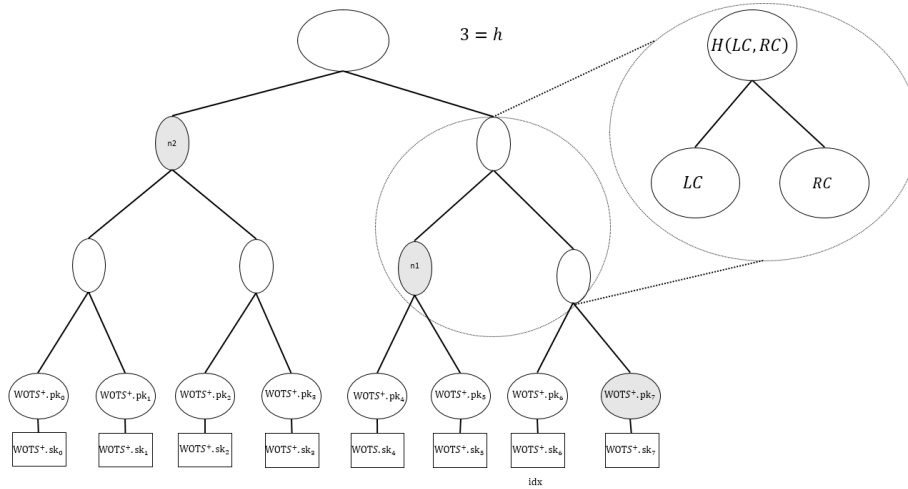 3 = h
H(LC, RC)
n2
LC
RC
n1
WOTS⁺.pk₀
WOTS⁺.pk₁
WOTS⁺.pk₂
WOTS⁺.pk₃
WOTS⁺.pk₄
WOTS⁺.pk₅
WOTS⁺.pk₆
WOTS⁺.pk₇
WOTS⁺.sk₀
WOTS⁺.sk₁
WOTS⁺.sk₂
WOTS⁺.sk₃
WOTS.sk₄
WOTS⁺.sk₅
WOTS⁺.sk₆
WOTS⁺.sk₇
idx